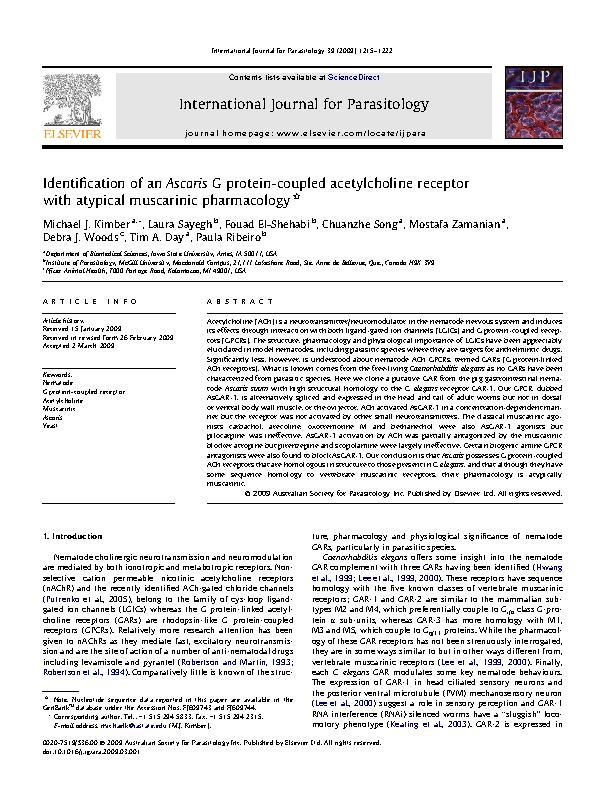 International Journal for Parasitology 39 (2009) 1215–1222
Contents lists available at ScienceDirect
International Journal for Parasitology
journal homepage: www.elsevier.com/locate/ijpara
ELSEVIER
IJP
Identification of an Ascaris G protein-coupled acetylcholine receptor
with atypical muscarinic pharmacology ☆
Michael J. Kimber a,*, Laura Sayegh b, Fouad El-Shehabi b, Chuanzhe Song a, Mostafa Zamanian a,
Debra J. Woods c, Tim A. Day a, Paula Ribeiro b
a Department of Biomedical Sciences, Iowa State University, Ames, IA 50011, USA
b Institute of Parasitology, McGill University, Macdonald Campus, 21,111 Lakeshore Road, Ste. Anne de Bellevue, Que., Canada H9X 3V9
c Pfizer Animal Health, 7000 Portage Road, Kalamazoo, MI 49001, USA
ARTICLE INFO
Article history:
Received 15 January 2009
Received in revised form 26 February 2009
Accepted 2 March 2009
Keywords:
Nematode
G protein-coupled receptor
Acetylcholine
Muscarinic
Ascaris
Yeast
ABSTRACT
Acetylcholine (ACh) is a neurotransmitter/neuromodulator in the nematode nervous system and induces
its effects through interaction with both ligand-gated ion channels (LGICs) and G protein-coupled recep-
tors (GPCRs). The structure, pharmacology and physiological importance of LGICs have been appreciably
elucidated in model nematodes, including parasitic species where they are targets for anthelmintic drugs.
Significantly less, however, is understood about nematode ACh GPCRs, termed GARs (G protein-linked
ACh receptors). What is known comes from the free-living Caenorhabditis elegans as no GARs have been
characterized from parasitic species. Here we clone a putative GAR from the pig gastrointestinal nema-
tode Ascaris suum with high structural homology to the C. elegans receptor GAR-1. Our GPCR, dubbed
AsGAR-1, is alternatively spliced and expressed in the head and tail of adult worms but not in dorsal
or ventral body wall muscle, or the ovijector. ACh activated AsGAR-1 in a concentration-dependent man-
ner but the receptor was not activated by other small neurotransmitters. The classical muscarinic ago-
nists carbachol, arecoline, oxotremorine M and bethanechol were also AsGAR-1 agonists but
pilocarpine was ineffective. AsGAR-1 activation by ACh was partially antagonized by the muscarinic
blocker atropine but pirenzepine and scopolamine were largely ineffective. Certain biogenic amine GPCR
antagonists were also found to block AsGAR-1. Our conclusion is that Ascaris possesses G protein-coupled
ACh receptors that are homologous in structure to those present in C. elegans, and that although they have
some sequence homology to vertebrate muscarinic receptors, their pharmacology is atypically
muscarinic.
© 2009 Australian Society for Parasitology Inc. Published by Elsevier Ltd. All rights reserved.
1. Introduction
Nematode cholinergic neurotransmission and neuromodulation
are mediated by both ionotropic and metabotropic receptors. Non-
selective cation permeable nicotinic acetylcholine receptors
(nAChR) and the recently identified ACh-gated chloride channels
(Putrenko et al., 2005), belong to the family of cys-loop ligand-
gated ion channels (LGICs) whereas the G protein-linked acetyl-
choline receptors (GARs) are rhodopsin-like G protein-coupled
receptors (GPCRs). Relatively more research attention has been
given to nAChRs as they mediate fast, excitatory neurotransmis-
sion and are the site of action of a number of anti-nematodal drugs
including levamisole and pyrantel (Robertson and Martin, 1993;
Robertson et al., 1994). Comparatively little is known of the struc-
ture, pharmacology and physiological significance of nematode
GARs, particularly in parasitic species.
Caenorhabditis elegans offers some insight into the nematode
GAR complement with three GARs having been identified (Hwang
et al., 1999; Lee et al., 1999, 2000). These receptors have sequence
homology with the five known classes of vertebrate muscarinic
receptors; GAR-1 and GAR-2 are similar to the mammalian sub-
types M2 and M4, which preferentially couple to Gi/o class G-pro-
tein α sub-units, whereas GAR-3 has more homology with M1,
M3 and M5, which couple to Gq/11 proteins. While the pharmacol-
ogy of these GAR receptors has not been strenuously interrogated,
they are in some ways similar to but in other ways different from,
vertebrate muscarinic receptors (Lee et al., 1999, 2000). Finally,
each C. elegans GAR modulates some key nematode behaviours.
The expression of GAR-1 in head ciliated sensory neurons and
the posterior ventral microtubule (PVM) mechanosensory neuron
(Lee et al., 2000) suggest a role in sensory perception and GAR-1
RNA interference (RNAi)-silenced worms have a “sluggish” loco-
motory phenotype (Keating et al., 2003). GAR-2 is expressed in
☆ Note: Nucleotide sequence data reported in this paper are available in the
GenBank™ database under the Accession Nos. FJ609743 and FJ609744.
* Corresponding author. Tel.: +1 515 294 5833; fax: +1 515 294 2315.
E-mail address: michaelk@iastate.edu (M.J. Kimber).
0020-7519/$36.00 © 2009 Australian Society for Parasitology Inc. Published by Elsevier Ltd. All rights reserved.
doi:10.1016/j.ijpara.2009.03.001